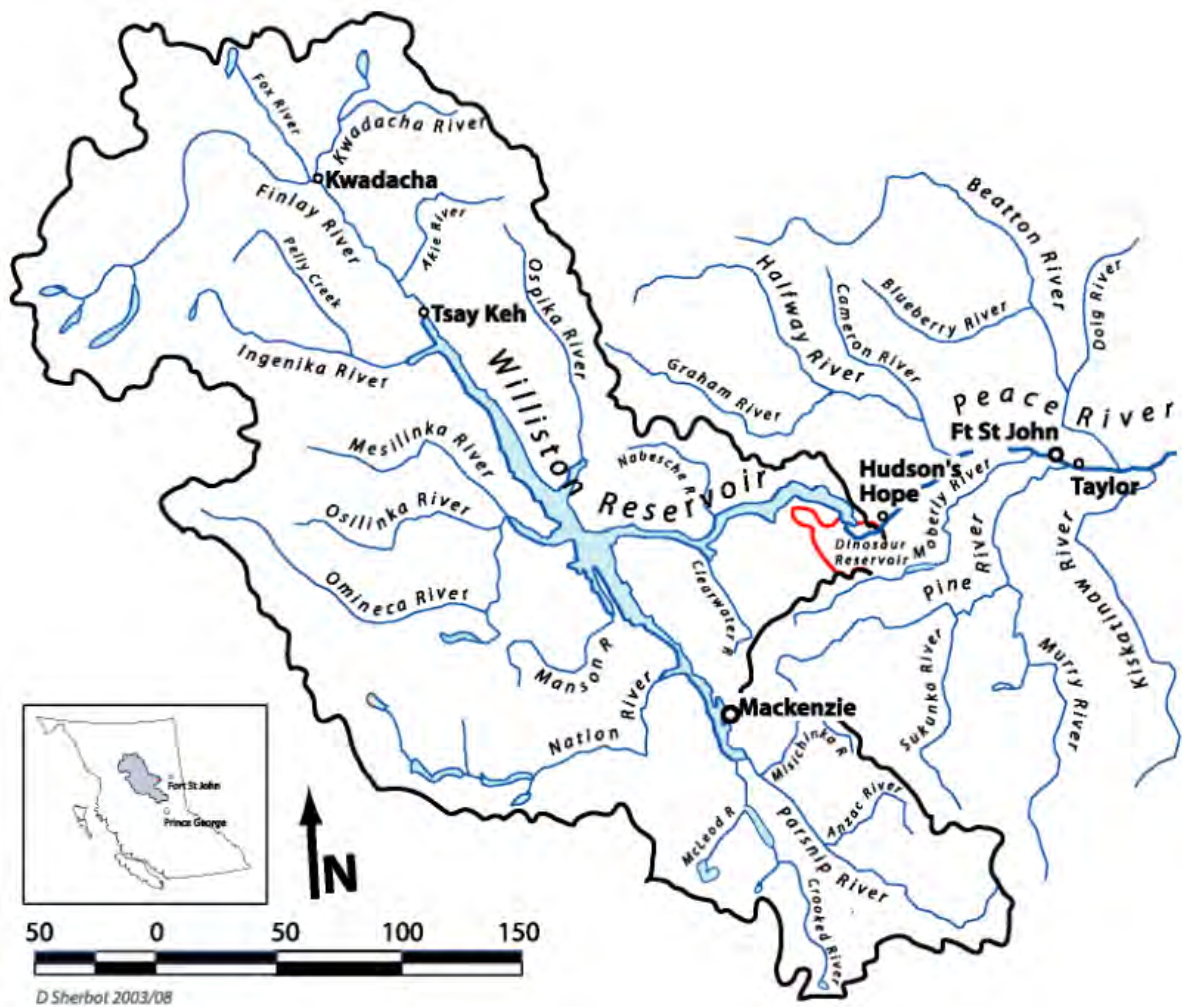 Fox River
Kwadacha River
Kwadacha
Finlay River
Akie River
Pelly Creek
Ospika River
Tsay Keh
Ingenika River
Williston
Reservoir
Mesilinka River
Osilinka River
Omineca River
Manson R
Nation River
Nabesche R
Clearwater R
Mackenzie
Misichinka R
Anzac River
Parsnip River
McLeod R
Crooked River
Beatton River
Halfway River
Cameron River
Blueberry River
Doig River
Graham River
Peace River
Ft St John
Taylor
Hudson's
Hope
Dinosaur
Reservoir
Moberly River
Pine River
Kiskatinaw River
Sukunka River
Murry River
Fort St John
Prince George
N
50 0 50 100 150
D Sherbot 2003/08